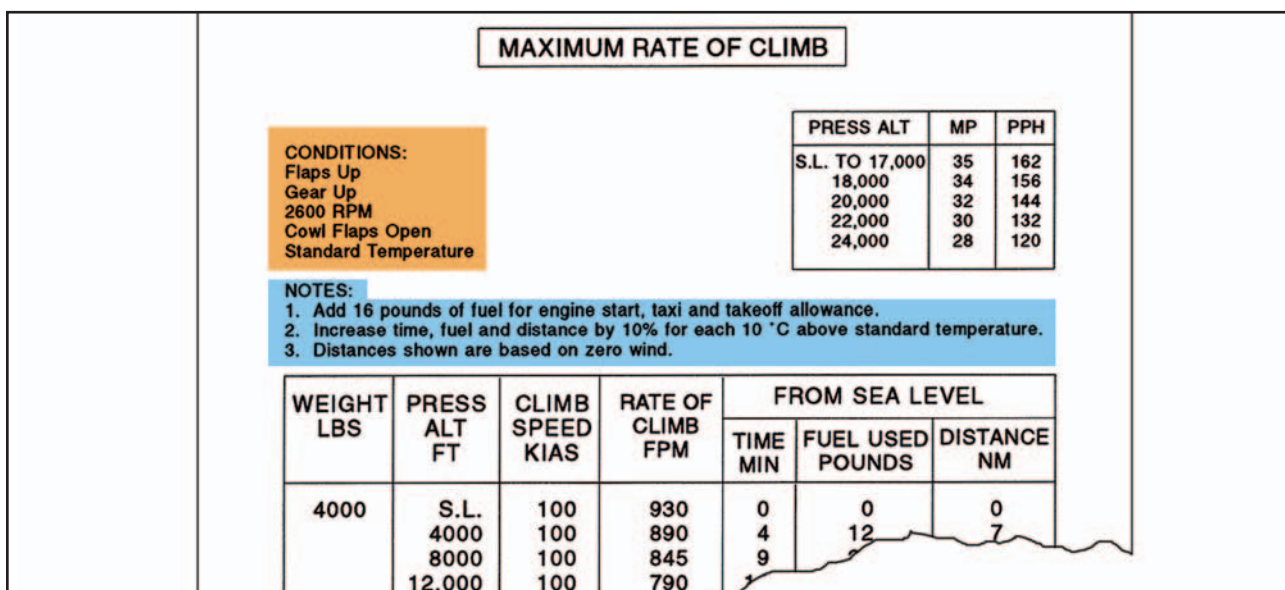 MAXIMUM RATE OF CLIMB
CONDITIONS:
Flaps Up
Gear Up
2600 RPM
Cowl Flaps Open
Standard Temperature
PRESS ALT MP PPH
S.L. TO 17,000 35 162
18,000 34 156
20,000 32 144
22,000 30 132
24,000 28 120
NOTES:
1. Add 16 pounds of fuel for engine start, taxi and takeoff allowance.
2. Increase time, fuel and distance by 10% for each 10 °C above standard temperature.
3. Distances shown are based on zero wind.
WEIGHT LBS
PRESS ALT FT
CLIMB SPEED KIAS
RATE OF CLIMB FPM
FROM SEA LEVEL
TIME MIN
FUEL USED POUNDS
DISTANCE NM
4000 S.L. 100 930 0 0 0
4000 100 890 4 12 7
8000 100 845 9
12,000 100 790